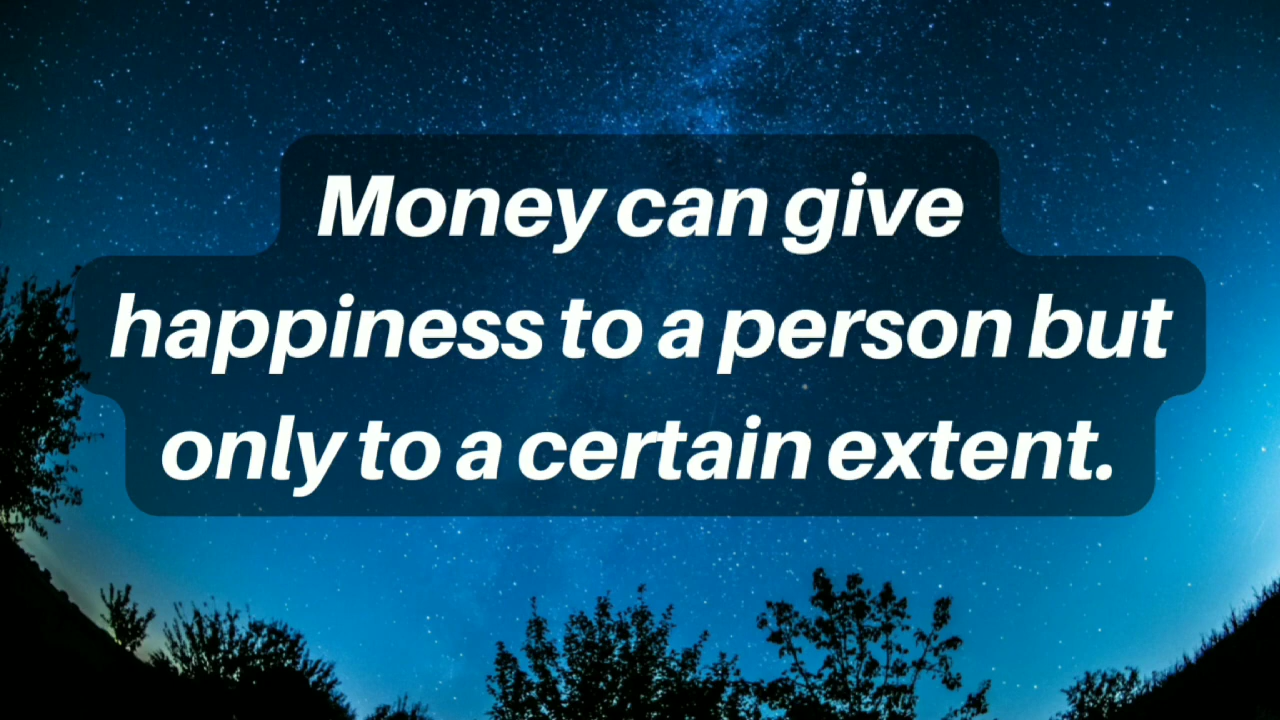 Money can give
happiness to a person but
only to a certain extent.